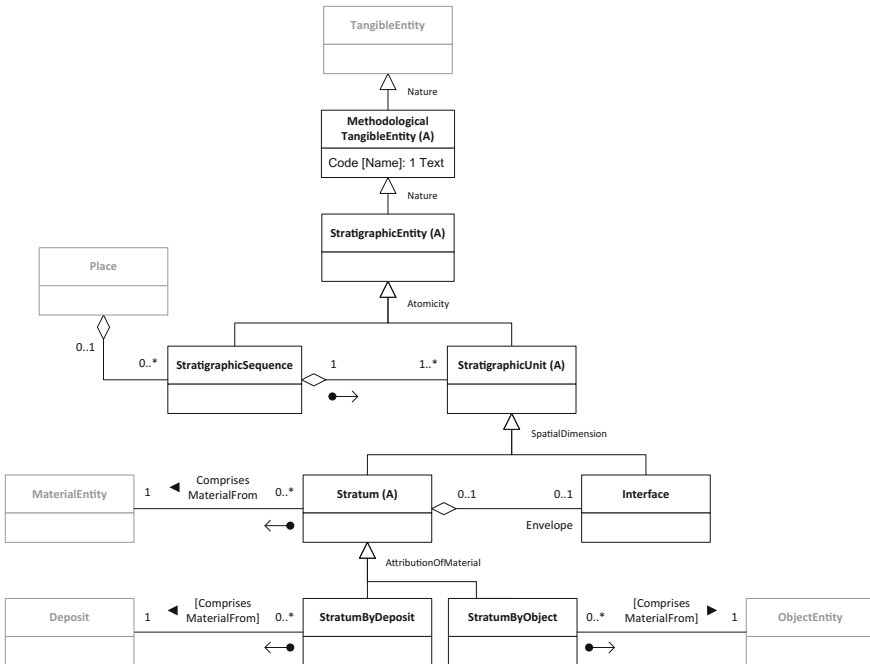 TangibleEntity
Nature
Methodological
TangibleEntity (A)
Code [Name]: 1 Text
Nature
StratigraphicEntity (A)
Place
Atomicity
0..1
0..*
StratigraphicSequence
1
1..*
StratigraphicUnit (A)
SpatialDimension
MaterialEntity
1
◄ Comprises
MaterialFrom
0..*
Stratum (A)
0..1
0..1
Interface
Envelope
AttributionOfMaterial
Deposit
1
◄ [Comprises
MaterialFrom]
0..*
StratumByDeposit
StratumByObject
0..*
[Comprises ►
MaterialFrom]
1
ObjectEntity